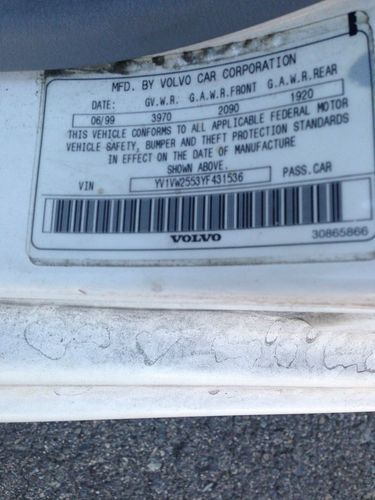 MFD. BY VOLVO CAR CORPORATION
DATE: GV.W.R. G.A.W.R.FRONT G.A.W.R.REAR
06/99 3970 2090 1920
THIS VEHICLE CONFORMS TO ALL APPLICABLE FEDERAL MOTOR
VEHICLE SAFETY, BUMPER AND THEFT PROTECTION STANDARDS
IN EFFECT ON THE DATE OF MANUFACTURE
SHOWN ABOVE.
VIN YV1VW2553YF431536 PASS.CAR
VOLVO 30865866